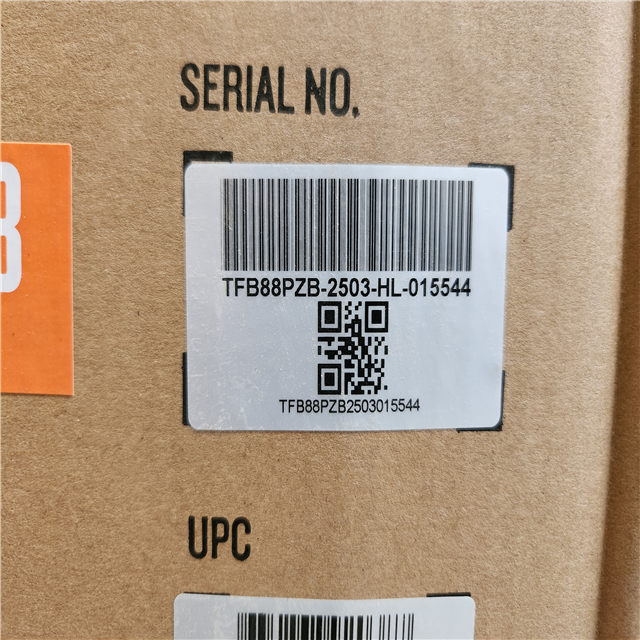 SERIAL NO.
TFB88PZB-2503-HL-015544
TFB88PZB2503015544
UPC